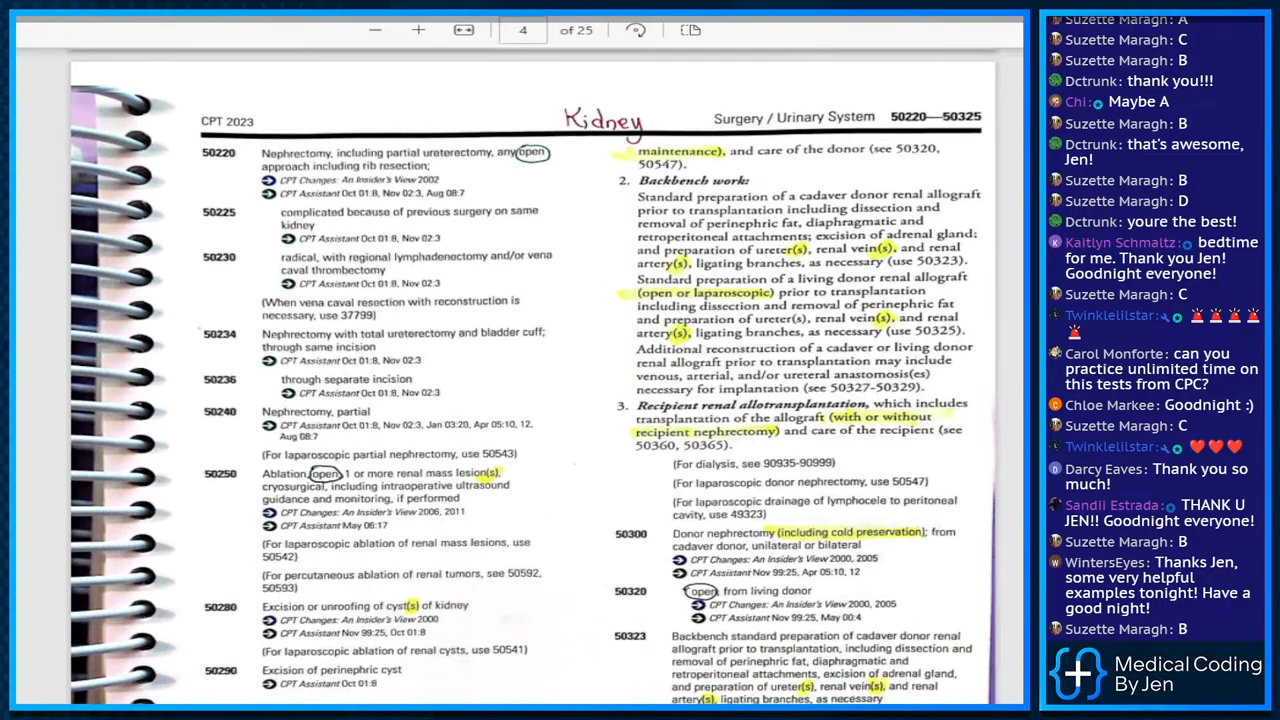 4 of 25
CPT 2023
Kidney
Surgery / Urinary System 50220—50325
50220 Nephrectomy, including partial ureterectomy, any open
approach including rib resection;
CPT Changes: An Insider's View 2002
CPT Assistant Oct 01:8, Nov 02:3, Aug 08:7
50225 complicated because of previous surgery on same
kidney
CPT Assistant Oct 01:8, Nov 02:3
50230 radical, with regional lymphadenectomy and/or vena
caval thrombectomy
CPT Assistant Oct 01:8, Nov 02:3
(When vena caval resection with reconstruction is
necessary, use 37799)
50234 Nephrectomy with total ureterectomy and bladder cuff;
through same incision
CPT Assistant Oct 01:8, Nov 02:3
50236 through separate incision
CPT Assistant Oct 01:8, Nov 02:3
50240 Nephrectomy, partial
CPT Assistant Oct 01:8, Nov 02:3, Jan 03:20, Apr 05:10, 12,
Aug 08:7
(For laparoscopic partial nephrectomy, use 50543)
50250 Ablation, open, 1 or more renal mass lesion(s),
cryosurgical, including intraoperative ultrasound
guidance and monitoring, if performed
CPT Changes: An Insider's View 2006, 2011
CPT Assistant May 06:17
(For laparoscopic ablation of renal mass lesions, use
50542)
(For percutaneous ablation of renal tumors, see 50592,
50593)
50280 Excision or unroofing of cyst(s) of kidney
CPT Changes: An Insider's View 2000
CPT Assistant Nov 99:25, Oct 01:8
(For laparoscopic ablation of renal cysts, use 50541)
50290 Excision of perinephric cyst
CPT Assistant Oct 01:8
maintenance), and care of the donor (see 50320,
50547).
2. Backbench work:
Standard preparation of a cadaver donor renal allograft
prior to transplantation including dissection and
removal of perinephric fat, diaphragmatic and
retroperitoneal attachments; excision of adrenal gland;
and preparation of ureter(s), renal vein(s), and renal
artery(s), ligating branches, as necessary (use 50323).
Standard preparation of a living donor renal allograft
(open or laparoscopic) prior to transplantation
including dissection and removal of perinephric fat
and preparation of ureter(s), renal vein(s), and renal
artery(s), ligating branches, as necessary (use 50325).
Additional reconstruction of a cadaver or living donor
renal allograft prior to transplantation may include
venous, arterial, and/or ureteral anastomosis(es)
necessary for implantation (see 50327-50329).
3. Recipient renal allotransplantation, which includes
transplantation of the allograft (with or without
recipient nephrectomy) and care of the recipient (see
50360, 50365).
(For dialysis, see 90935-90999)
(For laparoscopic donor nephrectomy, use 50547)
(For laparoscopic drainage of lymphocele to peritoneal
cavity, use 49323)
50300 Donor nephrectomy (including cold preservation); from
cadaver donor, unilateral or bilateral
CPT Changes: An Insider's View 2000, 2005
CPT Assistant Nov 99:25, Apr 05:10, 12
50320 open, from living donor
CPT Changes: An Insider's View 2000, 2005
CPT Assistant Nov 99:25, May 00:4
50323 Backbench standard preparation of cadaver donor renal
allograft prior to transplantation, including dissection and
removal of perinephric fat, diaphragmatic and
retroperitoneal attachments, excision of adrenal gland,
and preparation of ureter(s), renal vein(s), and renal
artery(s), ligating branches, as necessary
Suzette Maragh: A
Suzette Maragh: C
Suzette Maragh: B
Dctrunk: thank you!!!
Chi: Maybe A
Suzette Maragh: B
Dctrunk: that's awesome,
Jen!
Suzette Maragh: B
Suzette Maragh: D
Dctrunk: youre the best!
Kaitlyn Schmaltz: bedtime
for me. Thank you Jen!
Goodnight everyone!
Suzette Maragh: C
Twinklelilstar: 🚨 🚨 🚨 🚨
🚨
Carol Monforte: can you
practice unlimited time on
this tests from CPC?
Chloe Markee: Goodnight :)
Suzette Maragh: C
Twinklelilstar: ❤️❤️❤️
Darcy Eaves: Thank you so
much!
Sandii Estrada: THANK U
JEN!! Goodnight everyone!
Suzette Maragh: B
WintersEyes: Thanks Jen,
some very helpful
examples tonight! Have a
good night!
Suzette Maragh: B
Medical Coding
By Jen